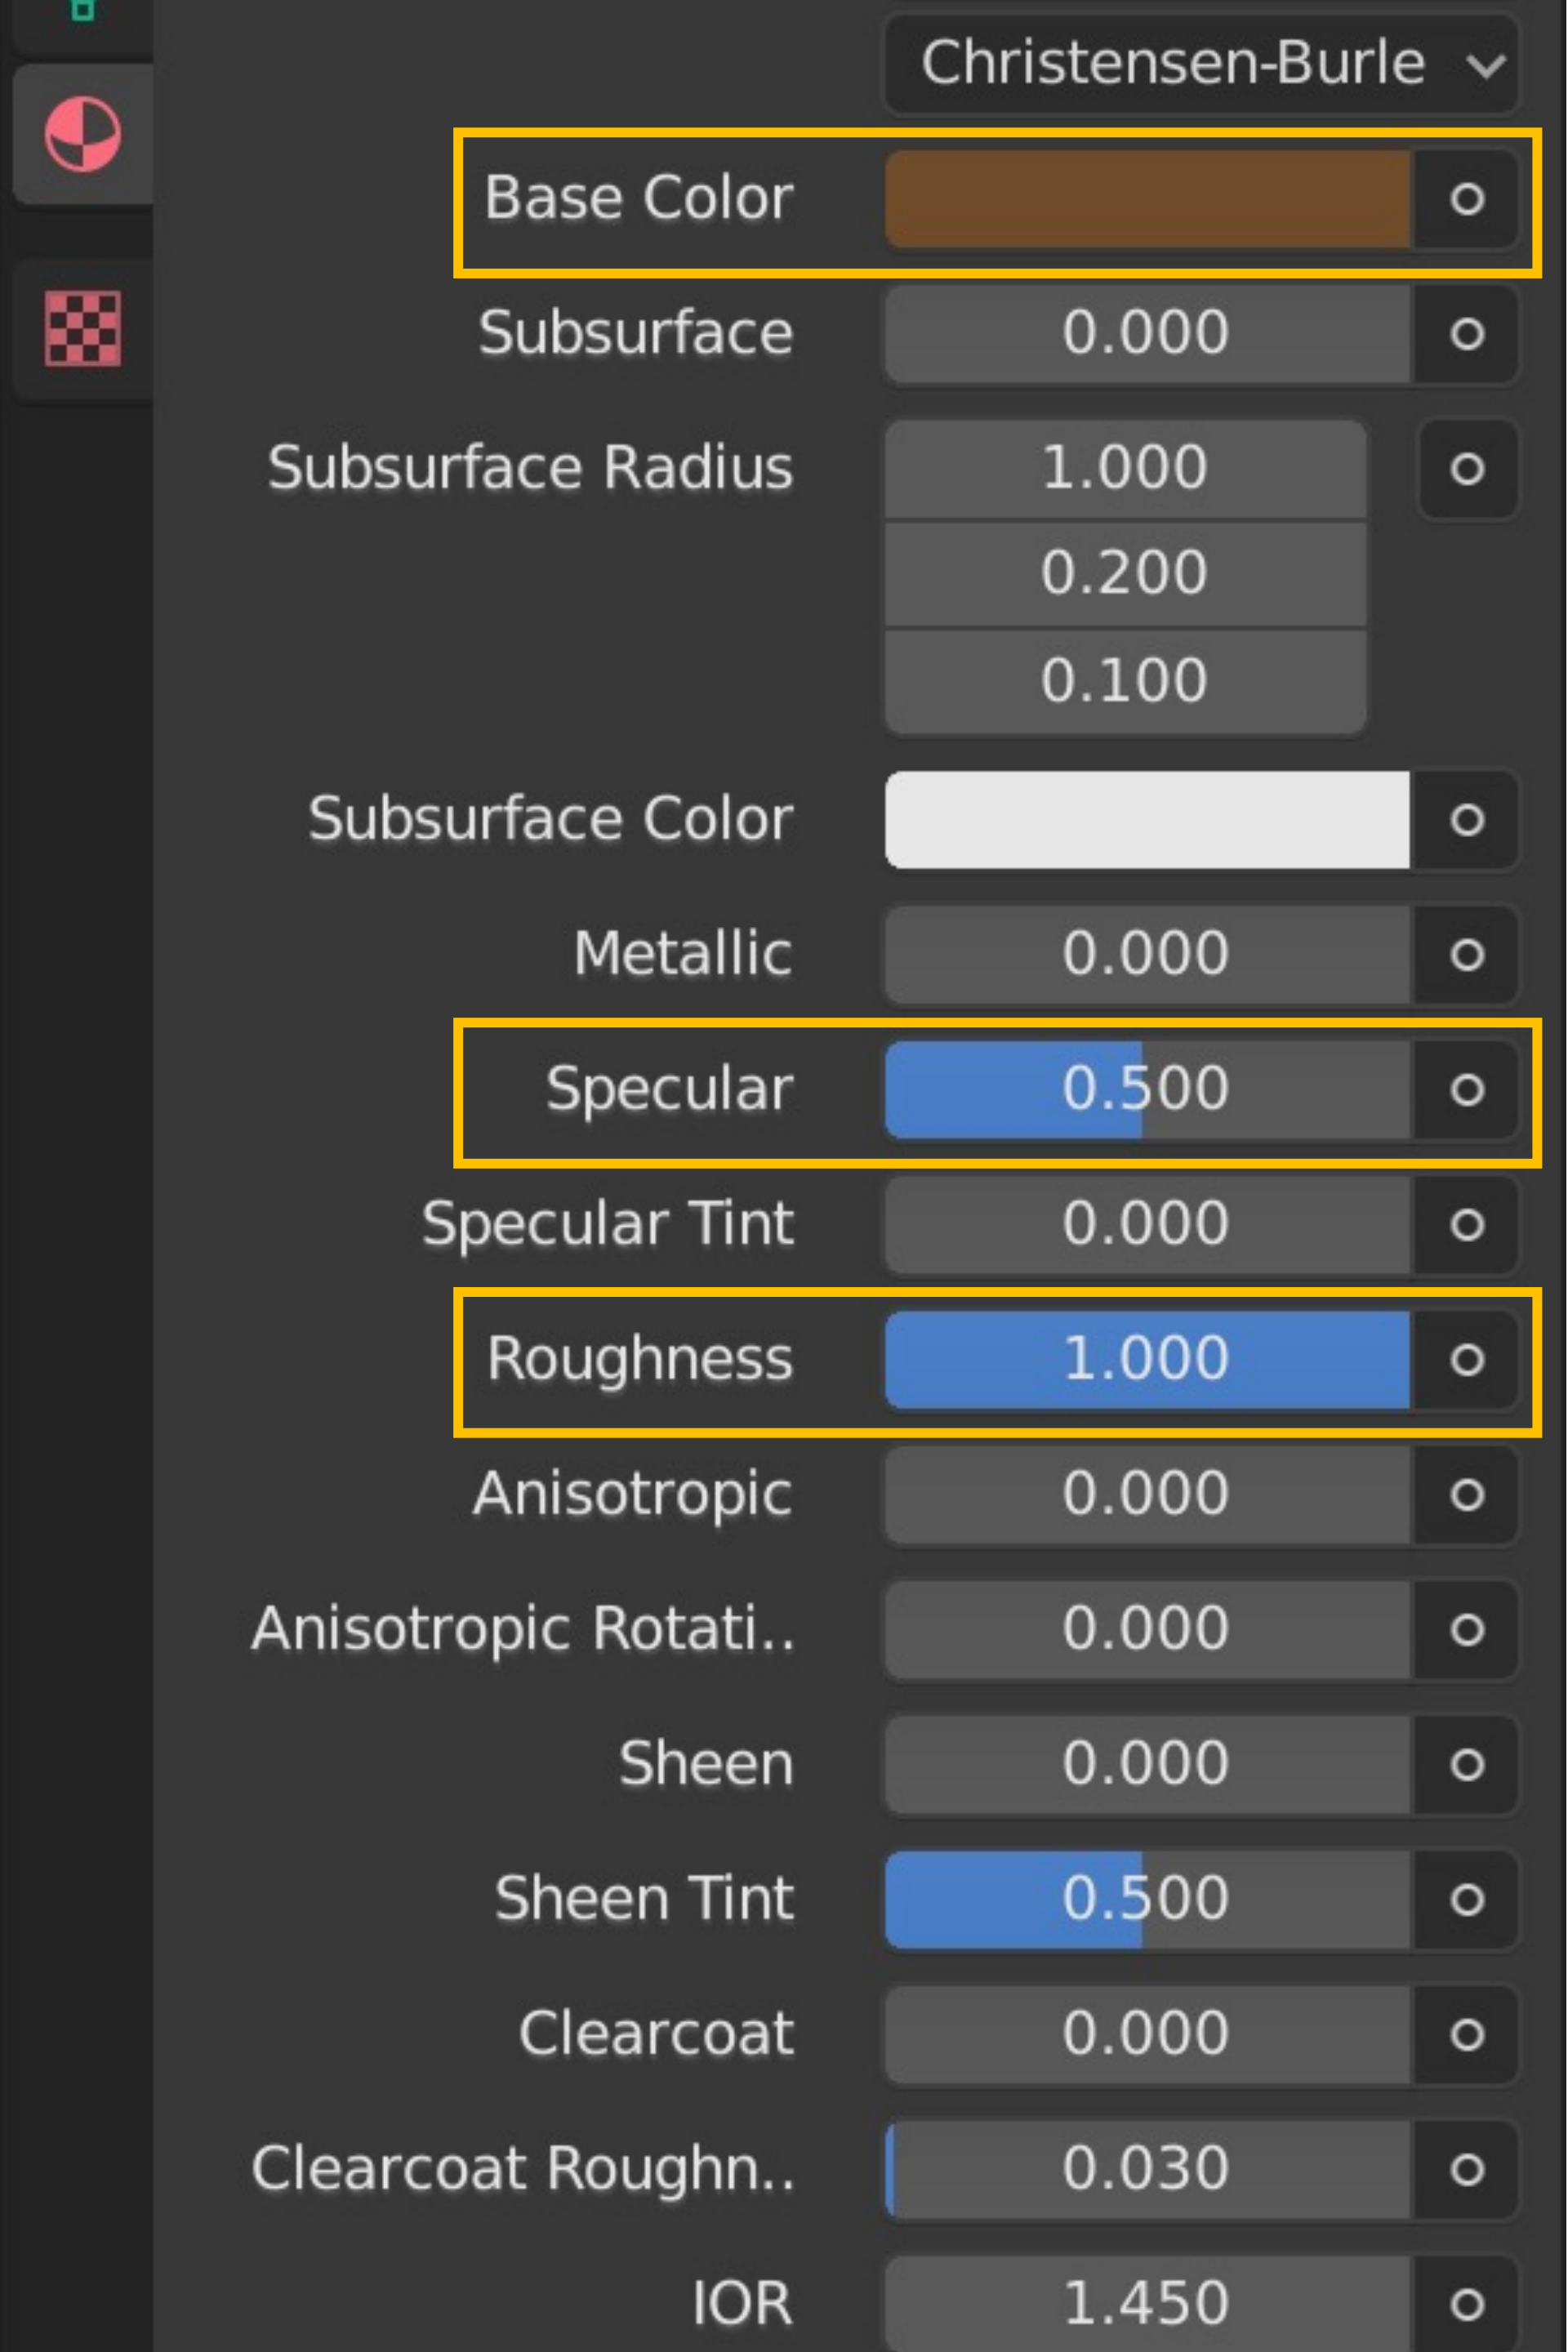 Christensen-Burle
Base Color
Subsurface 0.000
Subsurface Radius 1.000
0.200
0.100
Subsurface Color
Metallic 0.000
Specular 0.500
Specular Tint 0.000
Roughness 1.000
Anisotropic 0.000
Anisotropic Rotati.. 0.000
Sheen 0.000
Sheen Tint 0.500
Clearcoat 0.000
Clearcoat Roughn.. 0.030
IOR 1.450